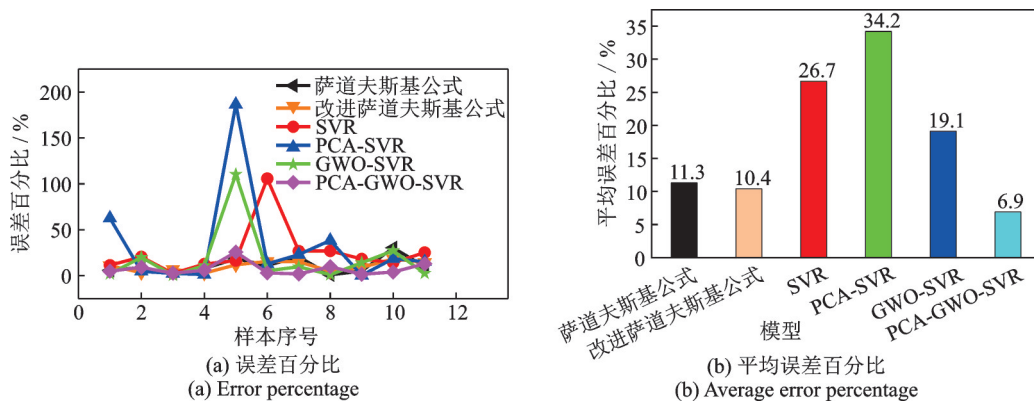 误差百分比 / %
200
150
100
50
0
0
2
4
6
8
10
12
萨道夫斯基公式
改进萨道夫斯基公式
SVR
PCA-SVR
GWO-SVR
PCA-GWO-SVR
样本序号
(a) 误差百分比
(a) Error percentage
平均误差百分比 / %
35
30
25
20
15
10
5
0
11.3
10.4
26.7
34.2
19.1
6.9
萨道夫斯基公式
改进萨道夫斯基公式
SVR
PCA-SVR
GWO-SVR
PCA-GWO-SVR
模型
(b) 平均误差百分比
(b) Average error percentage